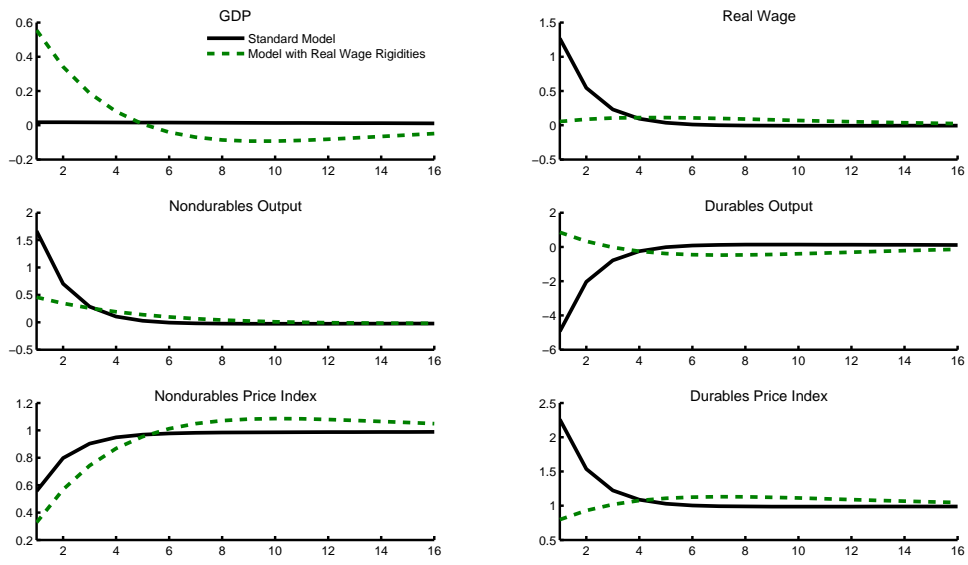 GDP
Standard Model
Model with Real Wage Rigidities
0.6
0.4
0.2
0
−0.2
2 4 6 8 10 12 14 16
Real Wage
1.5
1
0.5
0
−0.5
2 4 6 8 10 12 14 16
Nondurables Output
2
1.5
1
0.5
0
−0.5
2 4 6 8 10 12 14 16
Durables Output
2
0
−2
−4
−6
2 4 6 8 10 12 14 16
Nondurables Price Index
1.2
1
0.8
0.6
0.4
0.2
2 4 6 8 10 12 14 16
Durables Price Index
2.5
2
1.5
1
0.5
2 4 6 8 10 12 14 16